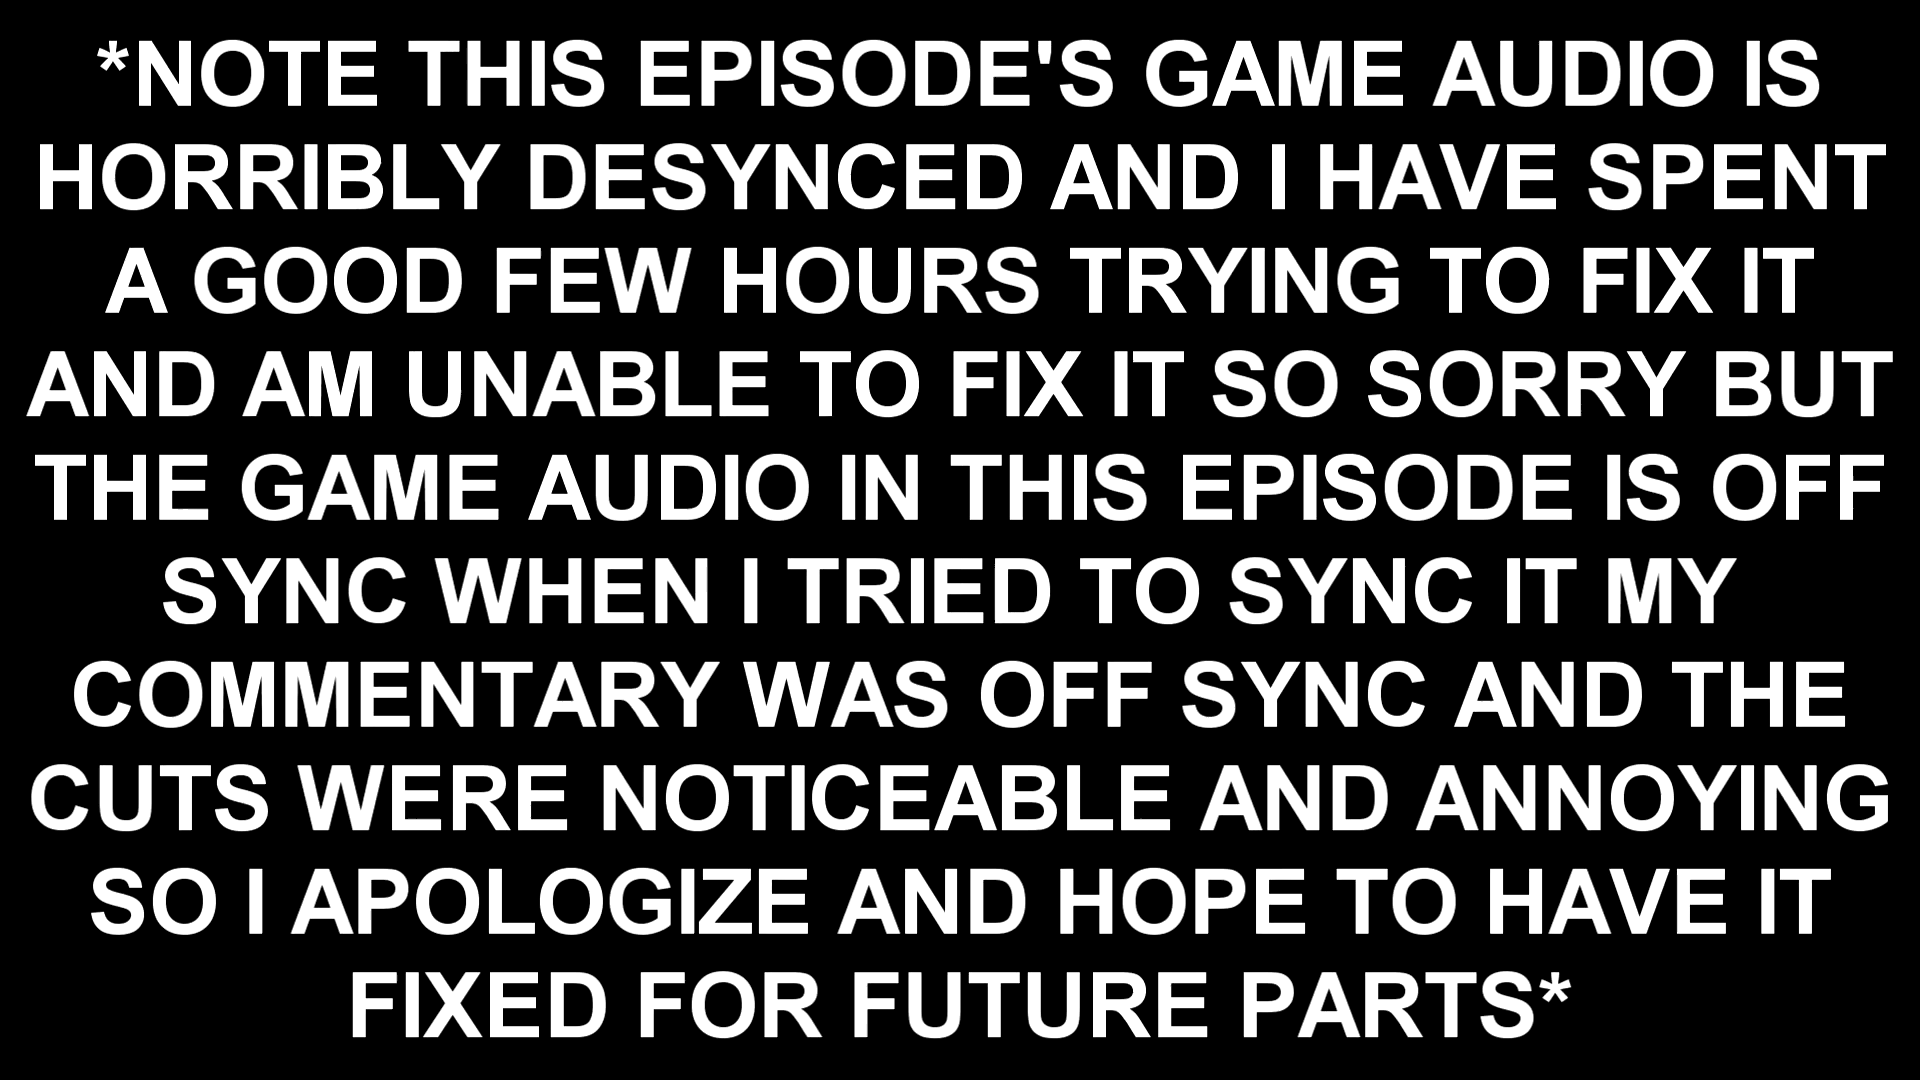 *NOTE THIS EPISODE'S GAME AUDIO IS
HORRIBLY DESYNCED AND I HAVE SPENT
A GOOD FEW HOURS TRYING TO FIX IT
AND AM UNABLE TO FIX IT SO SORRY BUT
THE GAME AUDIO IN THIS EPISODE IS OFF
SYNC WHEN I TRIED TO SYNC IT MY
COMMENTARY WAS OFF SYNC AND THE
CUTS WERE NOTICEABLE AND ANNOYING
SO I APOLOGIZE AND HOPE TO HAVE IT
FIXED FOR FUTURE PARTS*